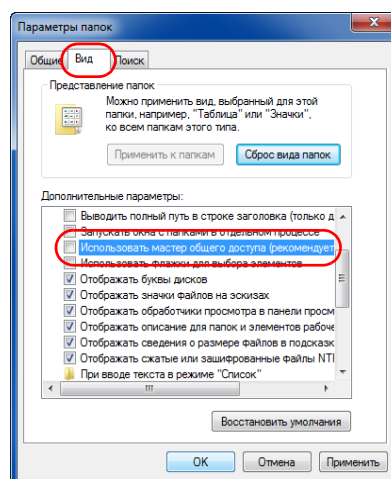 Параметры папок
Общие Вид Поиск
Представление папок
Можно применить вид, выбранный для этой
папки, например, "Таблица" или "Значки",
ко всем папкам этого типа.
Применить к папкам Сброс вида папок
Дополнительные параметры:
Выводить полный путь в строке заголовка (только д
Запускать окна с папками в отдельном процессе
Использовать мастер общего доступа (рекомендует
Использовать флажки для выбора элементов
Отображать буквы дисков
Отображать значки файлов на эскизах
Отображать обработчики просмотра в панели просм
Отображать описание для папок и элементов рабоче
Отображать сведения о размере файлов в подсказк
Отображать сжатые или зашифрованные файлы NTF
При вводе текста в режиме "Список"
Восстановить умолчания
OK Отмена Применить